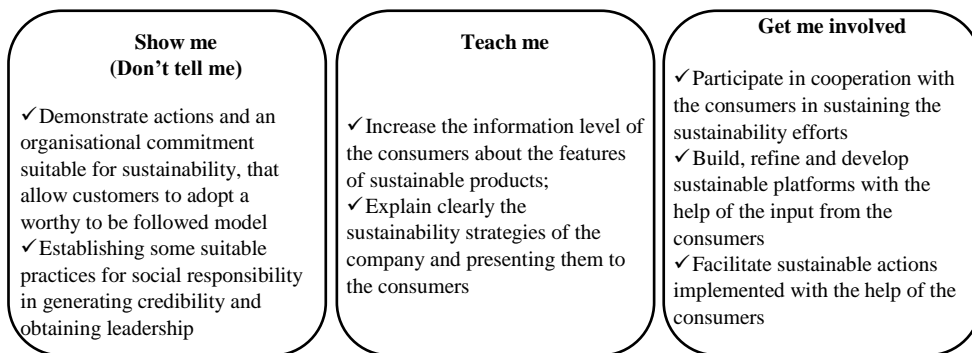 Show me
(Don't tell me)
✓Demonstrate actions and an
organisational commitment
suitable for sustainability, that
allow customers to adopt a
worthy to be followed model
✓Establishing some suitable
practices for social responsibility
in generating credibility and
obtaining leadership
Teach me
✓Increase the information level of
the consumers about the features
of sustainable products;
✓Explain clearly the
sustainability strategies of the
company and presenting them to
the consumers
Get me involved
✓Participate in cooperation with
the consumers in sustaining the
sustainability efforts
✓Build, refine and develop
sustainable platforms with the
help of the input from the
consumers
✓Facilitate sustainable actions
implemented with the help of the
consumers